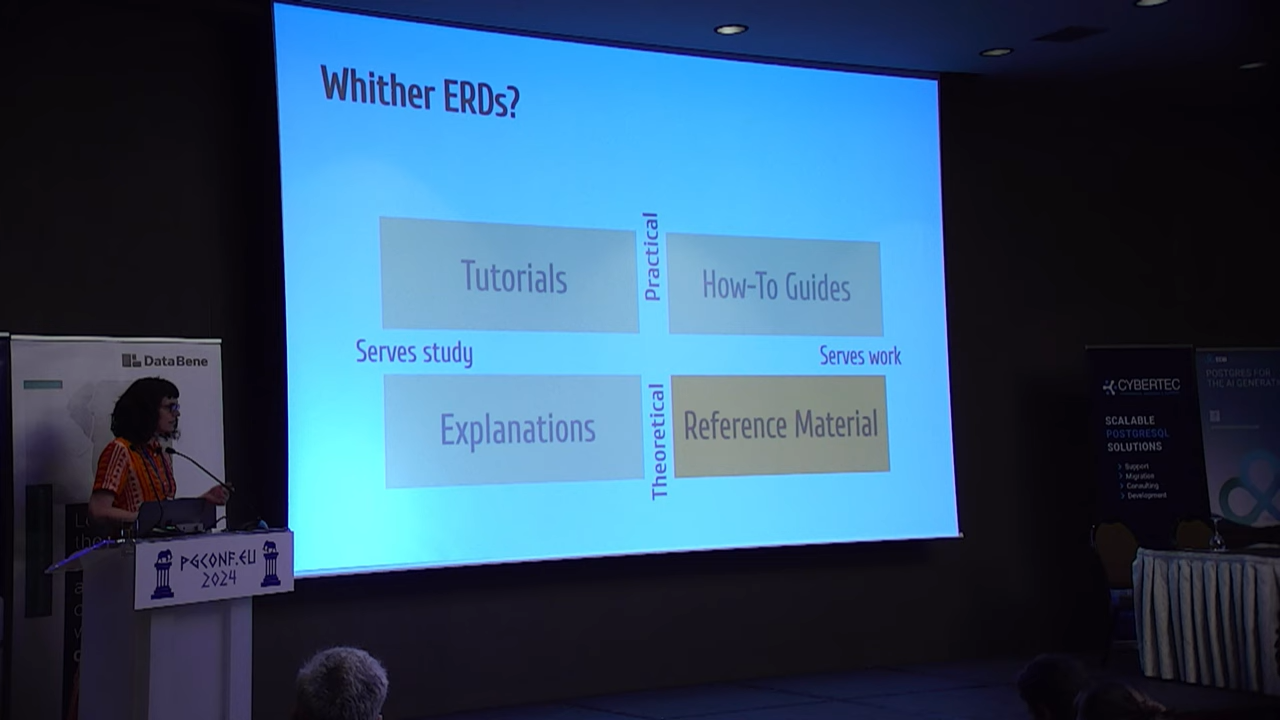 Whither ERDs?
Practical
Tutorials
How-To Guides
Serves study
Serves work
Theoretical
Explanations
Reference Material
DataBene
PGCONF.EU
2024
CYBERTEC
SCALABLE
POSTGRESQL
SOLUTIONS
> Support
> Migration
> Consulting
> Development
POSTGRES FOR
THE AI